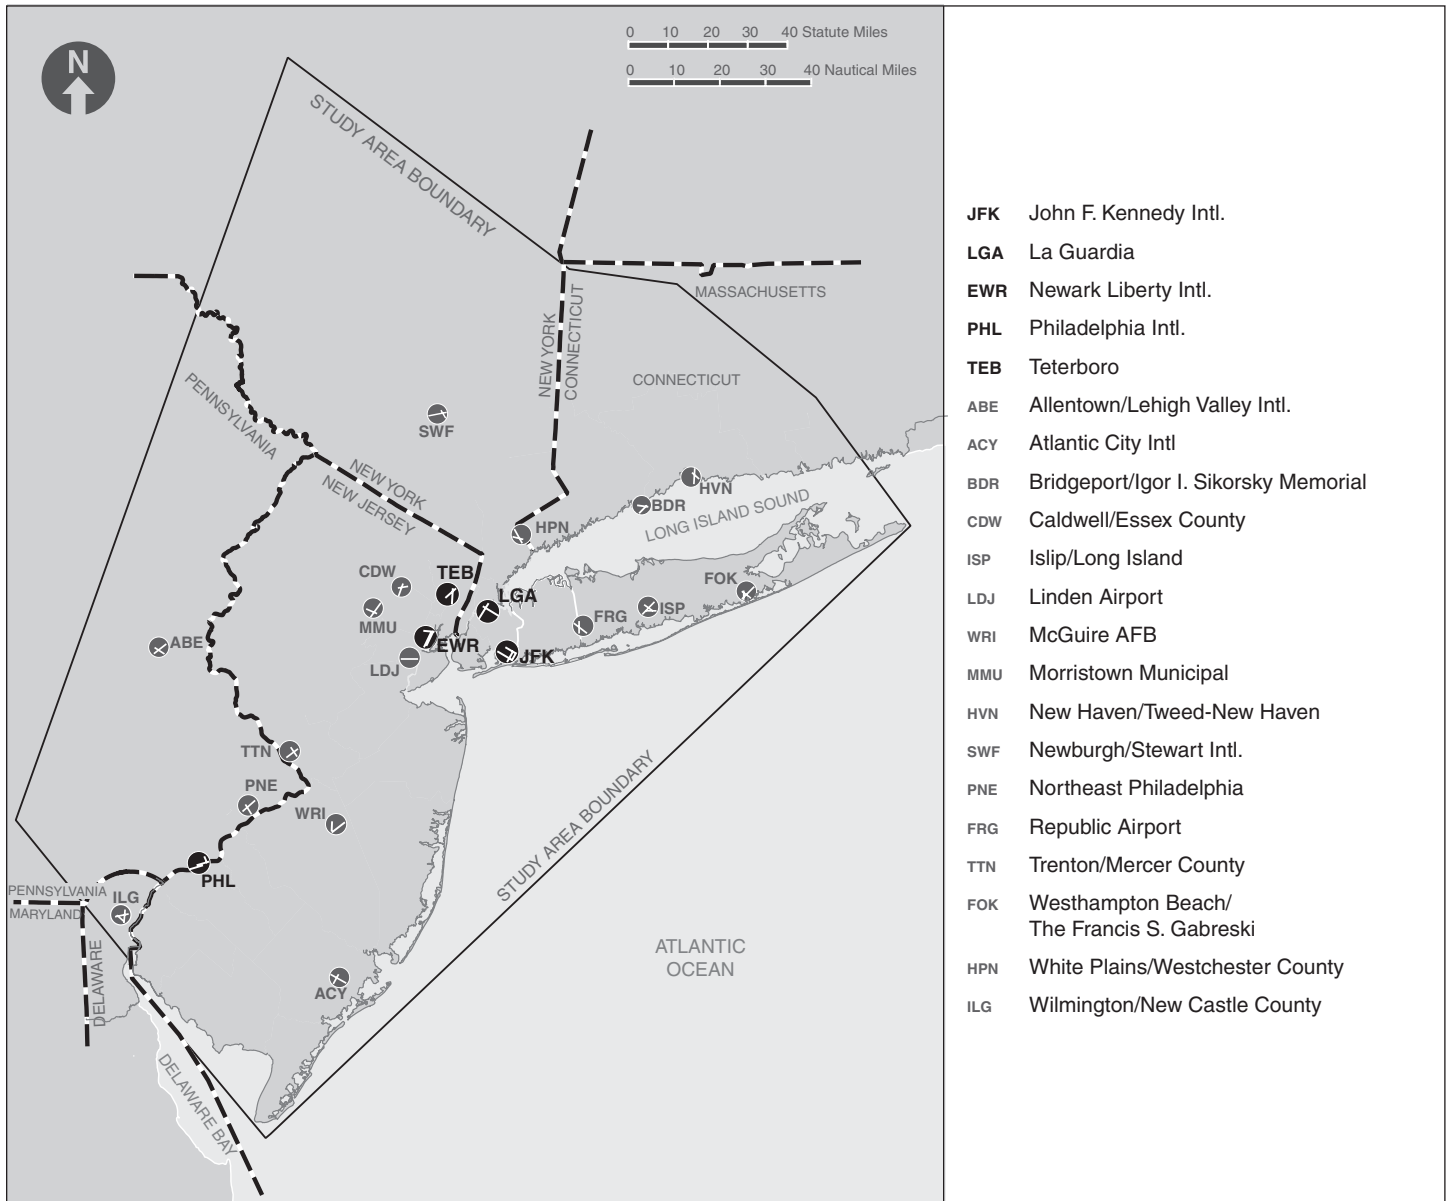 N
0 10 20 30 40 Statute Miles
0 10 20 30 40 Nautical Miles
STUDY AREA BOUNDARY
MASSACHUSETTS
NEW YORK
CONNECTICUT
CONNECTICUT
PENNSYLVANIA
SWF
NEW YORK
NEW JERSEY
HVN
BDR
LONG ISLAND SOUND
HPN
CDW
TEB
FOK
LGA
MMU
FRG
ISP
ABE
EWR
LDJ
JFK
TTN
PNE
WRI
STUDY AREA BOUNDARY
PHL
PENNSYLVANIA
MARYLAND
ILG
DELAWARE
ATLANTIC
OCEAN
ACY
DELAWARE BAY
JFK John F. Kennedy Intl.
LGA La Guardia
EWR Newark Liberty Intl.
PHL Philadelphia Intl.
TEB Teterboro
ABE Allentown/Lehigh Valley Intl.
ACY Atlantic City Intl
BDR Bridgeport/Igor I. Sikorsky Memorial
CDW Caldwell/Essex County
ISP Islip/Long Island
LDJ Linden Airport
WRI McGuire AFB
MMU Morristown Municipal
HVN New Haven/Tweed-New Haven
SWF Newburgh/Stewart Intl.
PNE Northeast Philadelphia
FRG Republic Airport
TTN Trenton/Mercer County
FOK Westhampton Beach/
The Francis S. Gabreski
HPN White Plains/Westchester County
ILG Wilmington/New Castle County